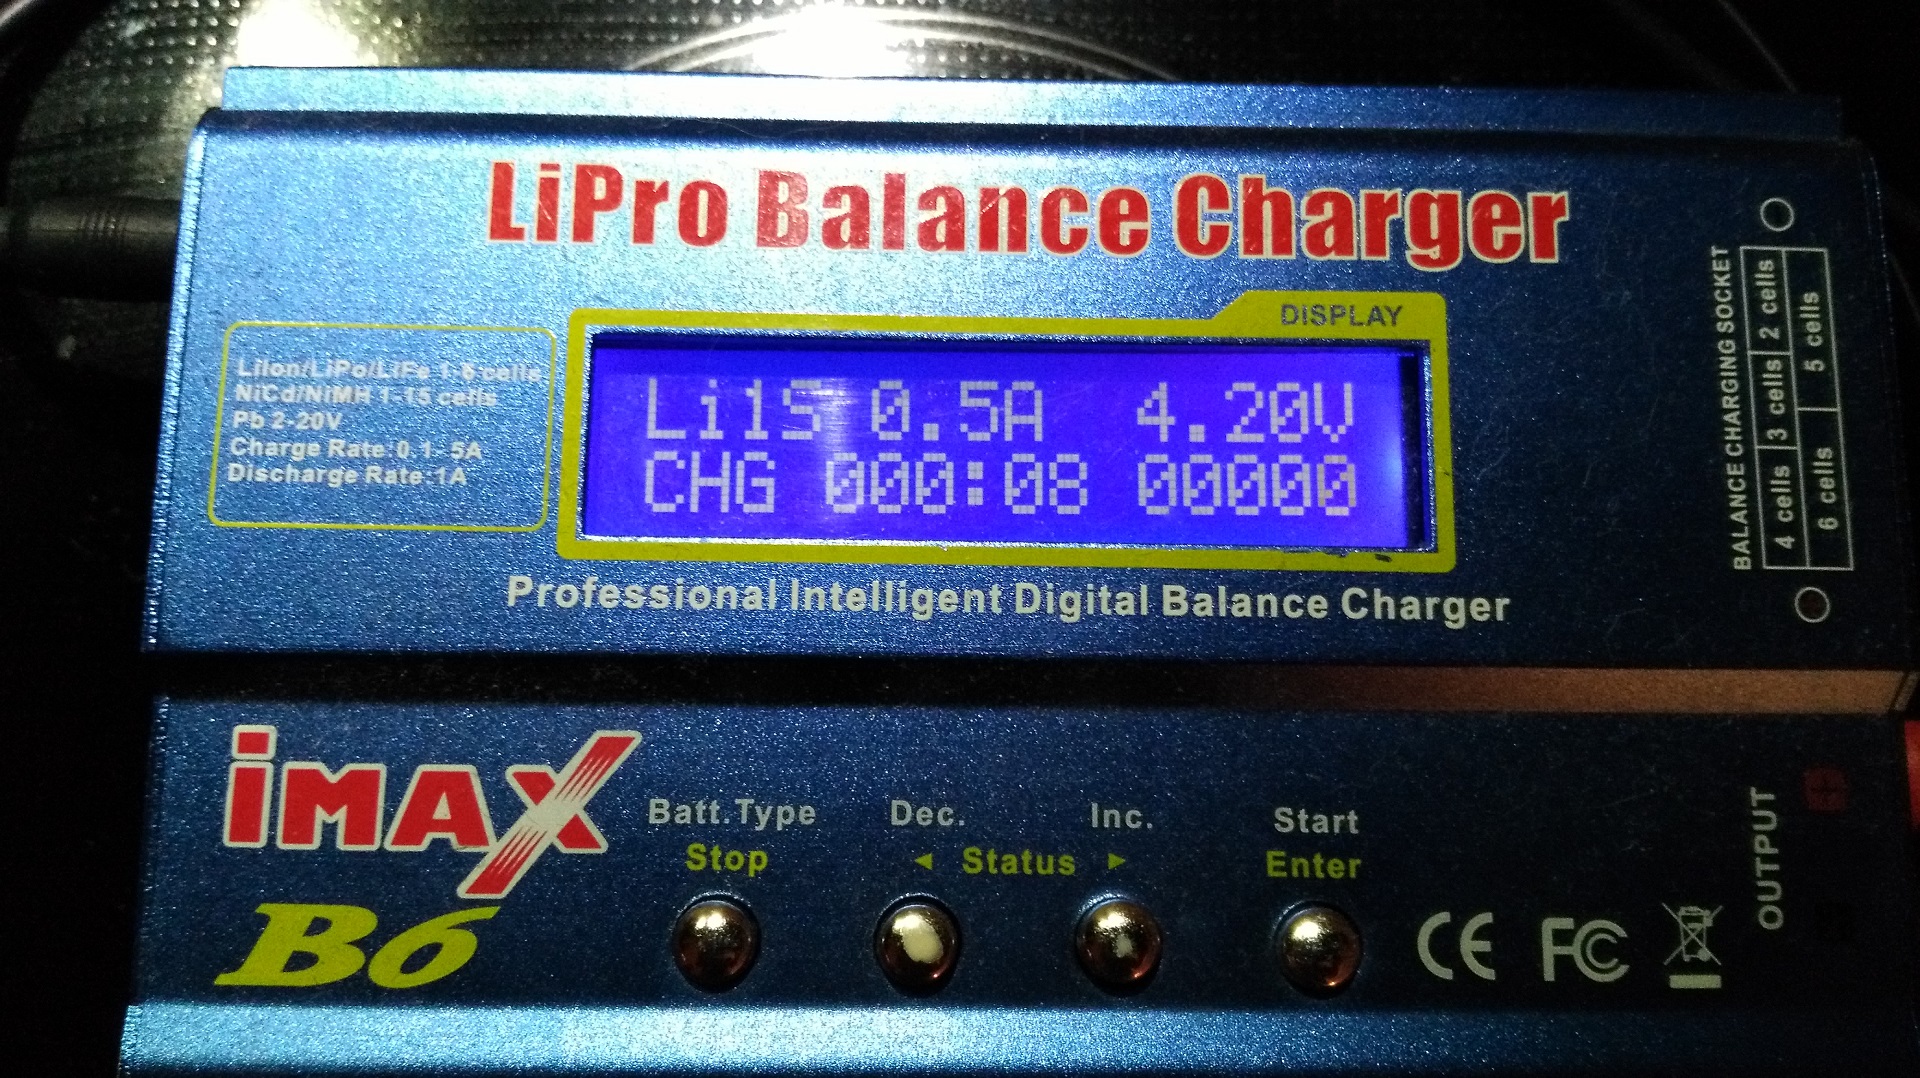 LiPro Balance Charger
DISPLAY
LiIon/LiPo/LiFe 1-6 cells
NiCd/NiMH 1-15 cells
Pb 2-20V
Charge Rate:0.1-5A
Discharge Rate:1A
Li1S 0.5A 4.20V
CHG 000:08 00000
BALANCE CHARGING SOCKET
4 cells 3 cells 2 cells
6 cells 5 cells
Professional Intelligent Digital Balance Charger
iMAX
B6
Batt.Type Dec. Inc. Start
Stop ◄ Status ► Enter
CE FC
OUTPUT
+